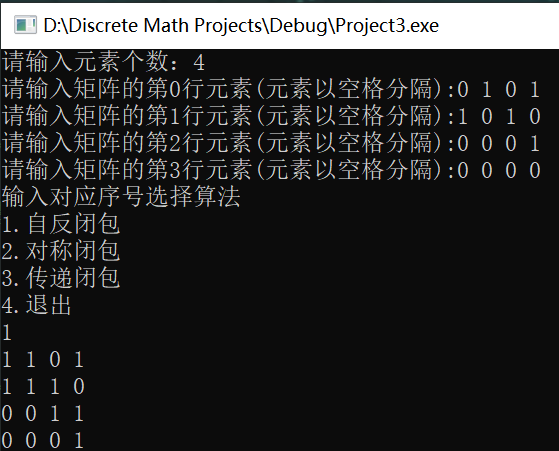 D:\Discrete Math Projects\Debug\Project3.exe
请输入元素个数：4
请输入矩阵的第0行元素(元素以空格分隔):0 1 0 1
请输入矩阵的第1行元素(元素以空格分隔):1 0 1 0
请输入矩阵的第2行元素(元素以空格分隔):0 0 0 1
请输入矩阵的第3行元素(元素以空格分隔):0 0 0 0
输入对应序号选择算法
1.自反闭包
2.对称闭包
3.传递闭包
4.退出
1
1 1 0 1
1 1 1 0
0 0 1 1
0 0 0 1